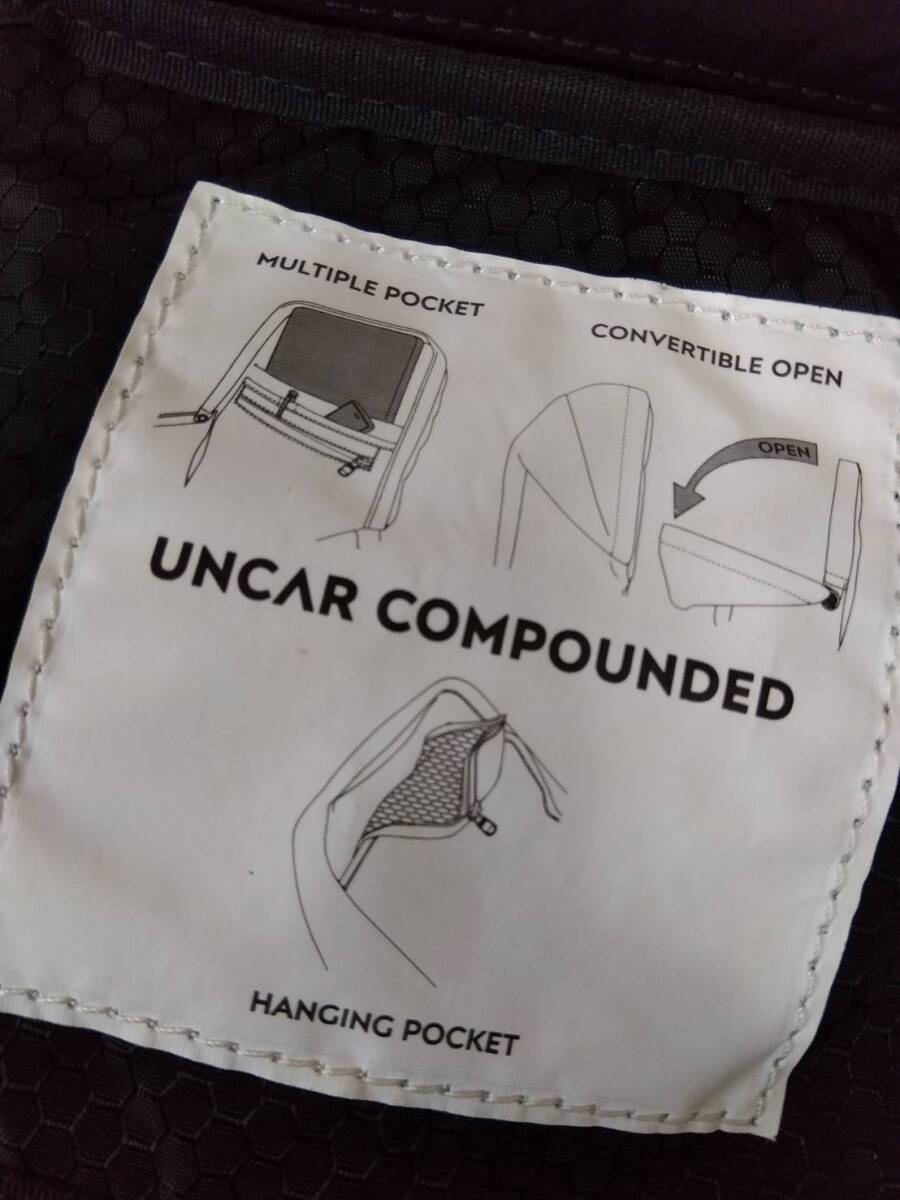 MULTIPLE POCKET
CONVERTIBLE OPEN
OPEN
UNCAR COMPOUNDED
HANGING POCKET